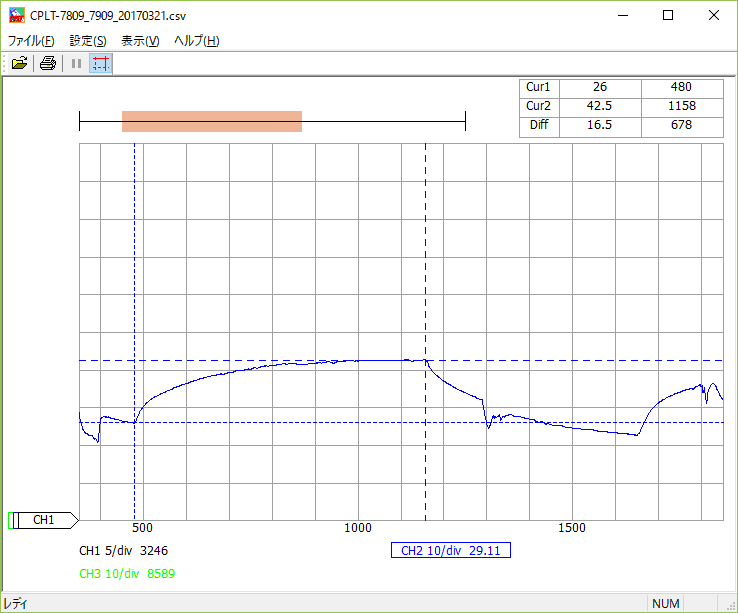 CPLT-7809_7909_20170321.csv
ファイル(F) 設定(S) 表示(V) ヘルプ(H)
Cur1 26 480
Cur2 42.5 1158
Diff 16.5 678
CH1
500 1000 1500
CH1 5/div 3246
CH2 10/div 29.11
CH3 10/div 8589
レディ
NUM